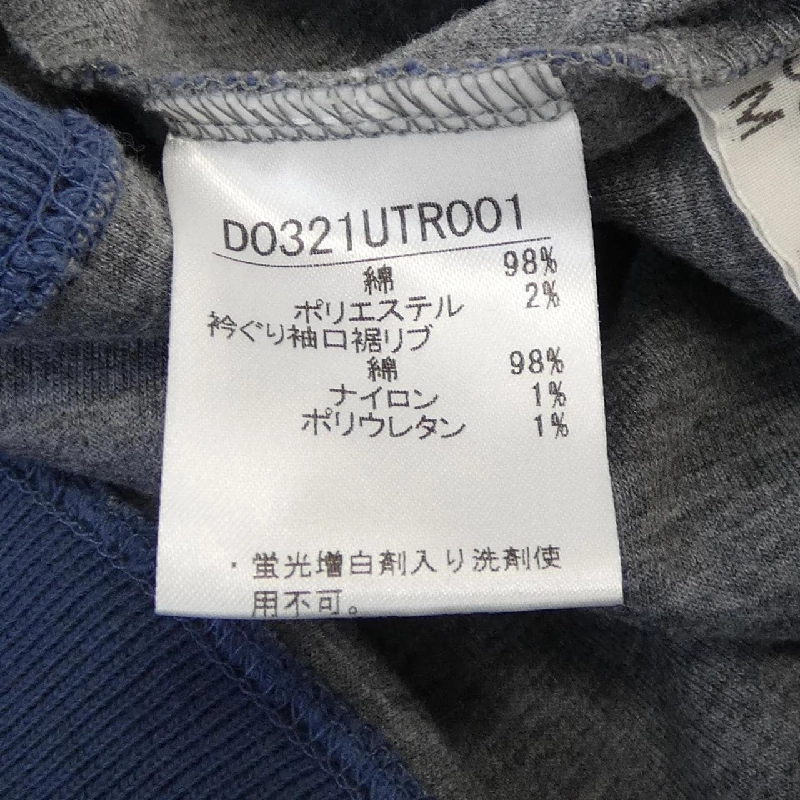 D0321UTR001
綿 98%
ポリエステル 2%
衿ぐり袖口裾リブ
綿 98%
ナイロン 1%
ポリウレタン 1%
・蛍光増白剤入り洗剤使
用不可。
M